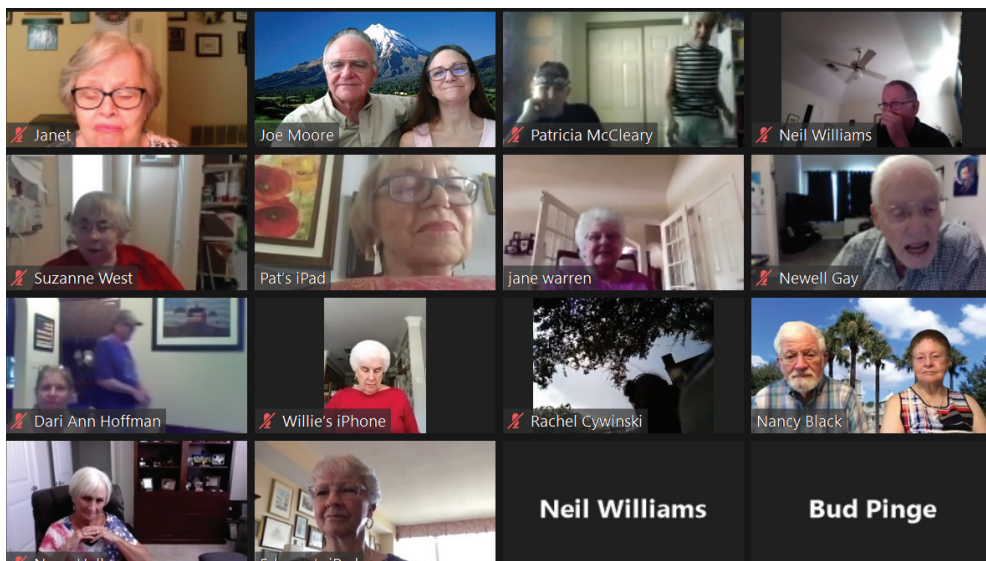 Janet
Joe Moore
Patricia McCleary
Neil Williams
Suzanne West
Pat's iPad
jane warren
Newell Gay
Dari Ann Hoffman
Willie's iPhone
Rachel Cywinski
Nancy Black
Neil Williams
Bud Pinge